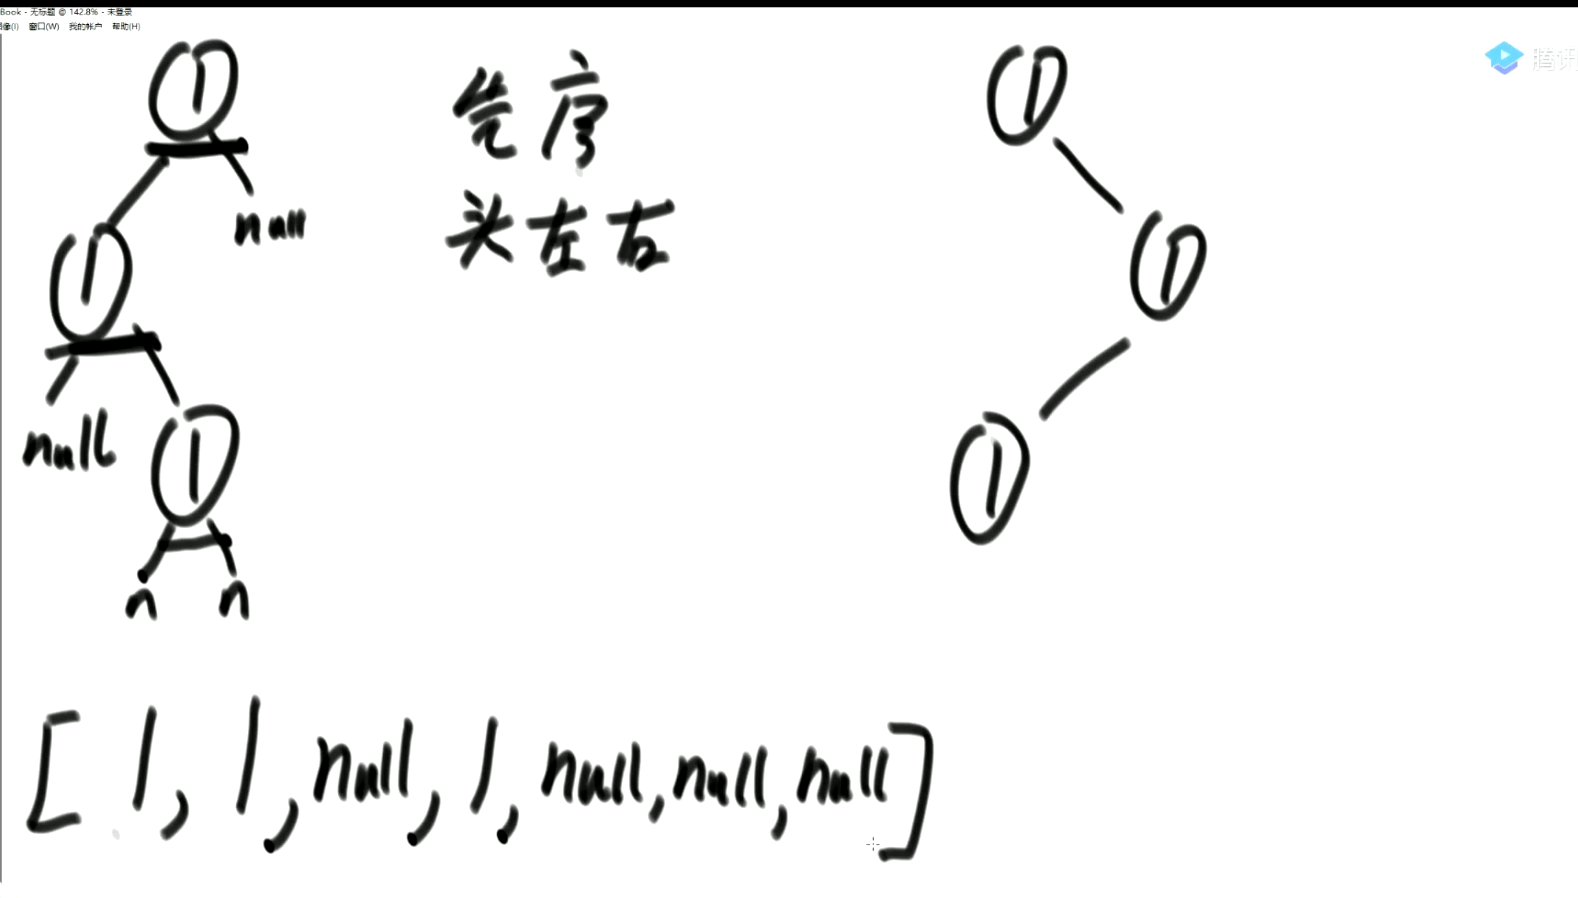 Book - 无标题 @ 142.8% - 未登录
像(I) 窗口(W) 我的帐户 帮助(H)
腾讯
1
null
1
null
1
n n
先序
头左右
1
1
1
[ 1, 1, null, 1, null, null, null ]